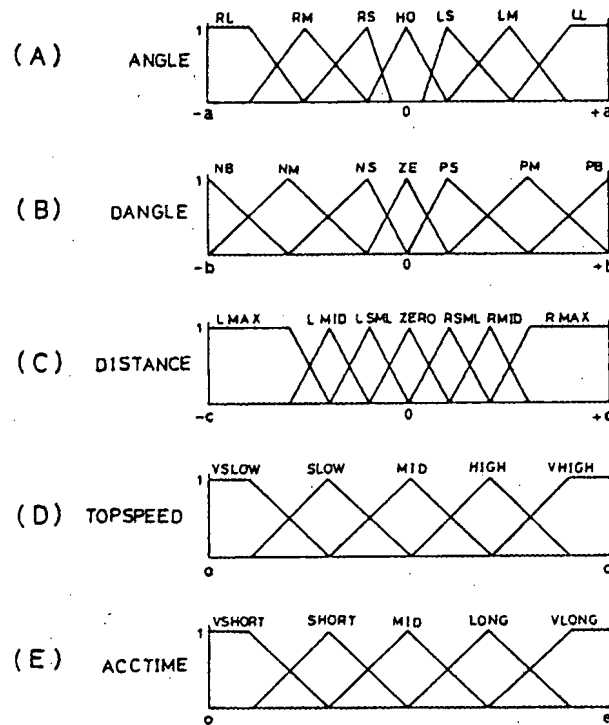 RL RM RS HO LS LM LL
(A) ANGLE 1
-a 0 +a
NB NM NS ZE PS PM PB
(B) DANGLE 1
-b 0 +b
LMAX LMID LSML ZERO RSML RMID RMAX
(C) DISTANCE 1
-c 0
VSLOW SLOW MID HIGH VHIGH
(D) TOPSPEED 1
VSHORT SHORT MID LONG VLONG
(E) ACCTIME 1